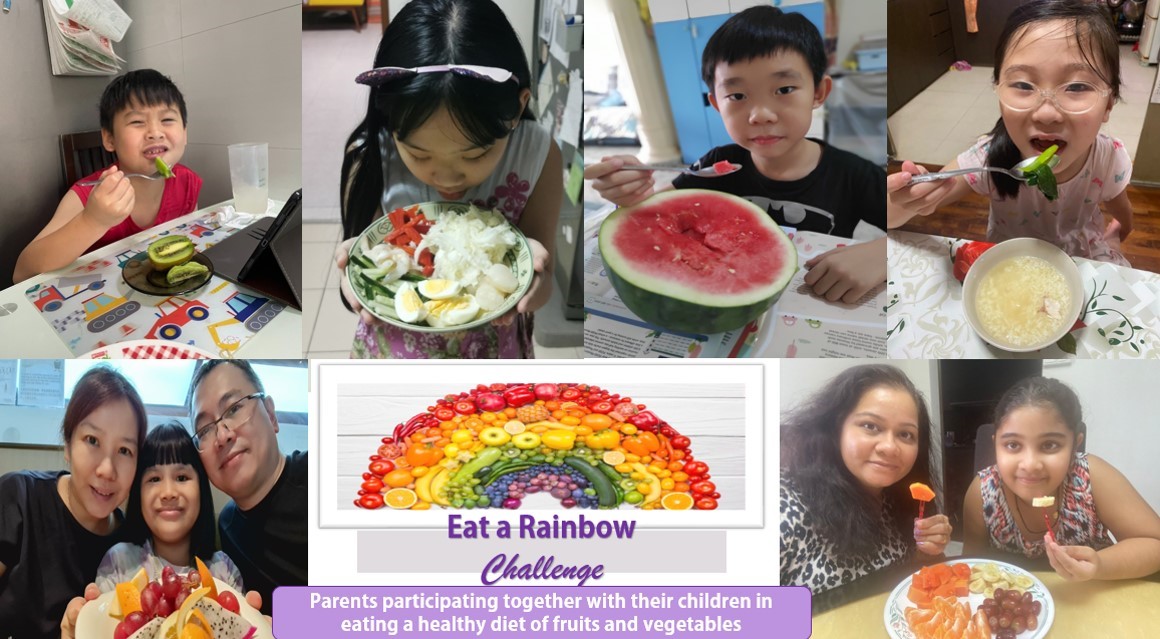 Eat a Rainbow
Challenge
Parents participating together with their children in
eating a healthy diet of fruits and vegetables